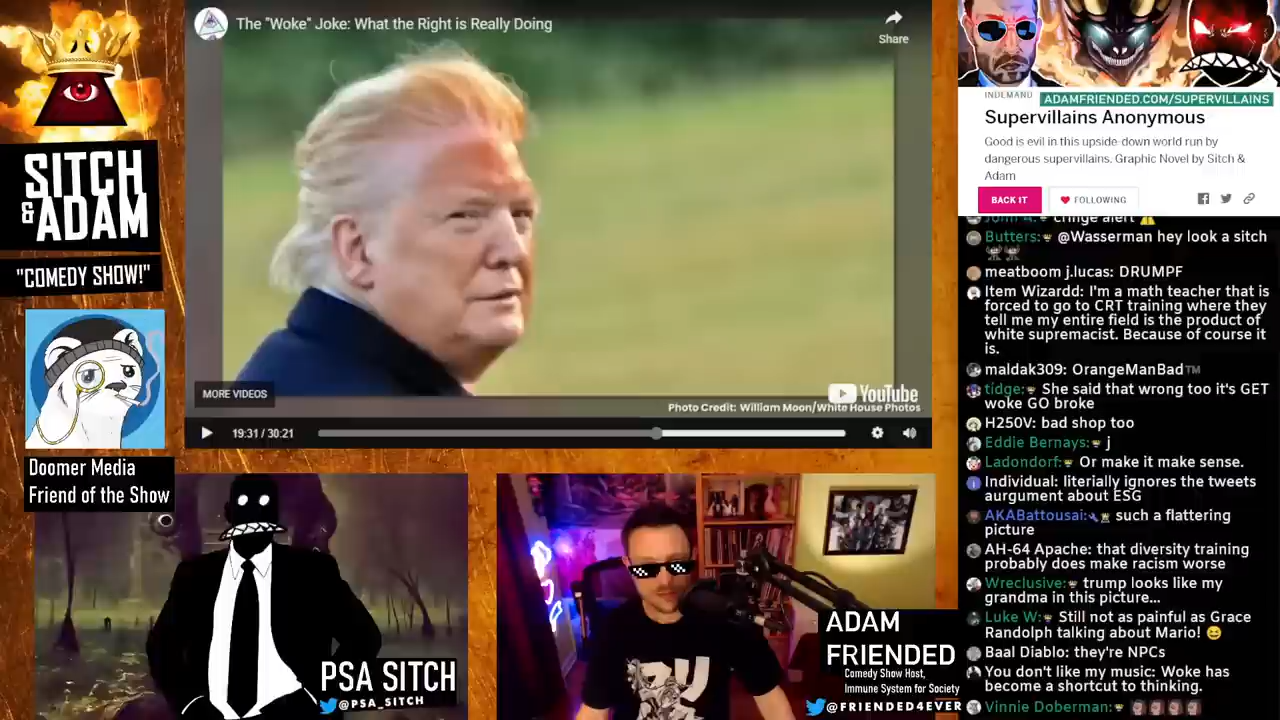 The "Woke" Joke: What the Right is Really Doing
Share
MORE VIDEOS
YouTube
Photo Credit: William Moon/White House Photos
19:31 / 30:21
SITCH
& ADAM
"COMEDY SHOW!"
Doomer Media
Friend of the Show
PSA SITCH
@PSA_SITCH
ADAM
FRIENDED
Comedy Show Host,
Immune System for Society
@FRIENDED4EVER
INDEMAND
ADAMFRIENDED.COM/SUPERVILLAINS
Supervillains Anonymous
Good is evil in this upside-down world run by
dangerous supervillains. Graphic Novel by Sitch &
Adam
BACK IT
FOLLOWING
cringe alert
Butters: @Wasserman hey look a sitch
meatboom j.lucas: DRUMPF
Item Wizardd: I'm a math teacher that is
forced to go to CRT training where they
tell me my entire field is the product of
white supremacist. Because of course it
is.
maldak309: OrangeManBad™
tidge: She said that wrong too it's GET
woke GO broke
H250V: bad shop too
Eddie Bernays: j
Ladondorf: Or make it make sense.
Individual: literially ignores the tweets
aurgument about ESG
AKABattousai: such a flattering
picture
AH-64 Apache: that diversity training
probably does make racism worse
Wreclusive: trump looks like my
grandma in this picture...
Luke W: Still not as painful as Grace
Randolph talking about Mario!
Baal Diablo: they're NPCs
You don't like my music: Woke has
become a shortcut to thinking.
Vinnie Doberman: